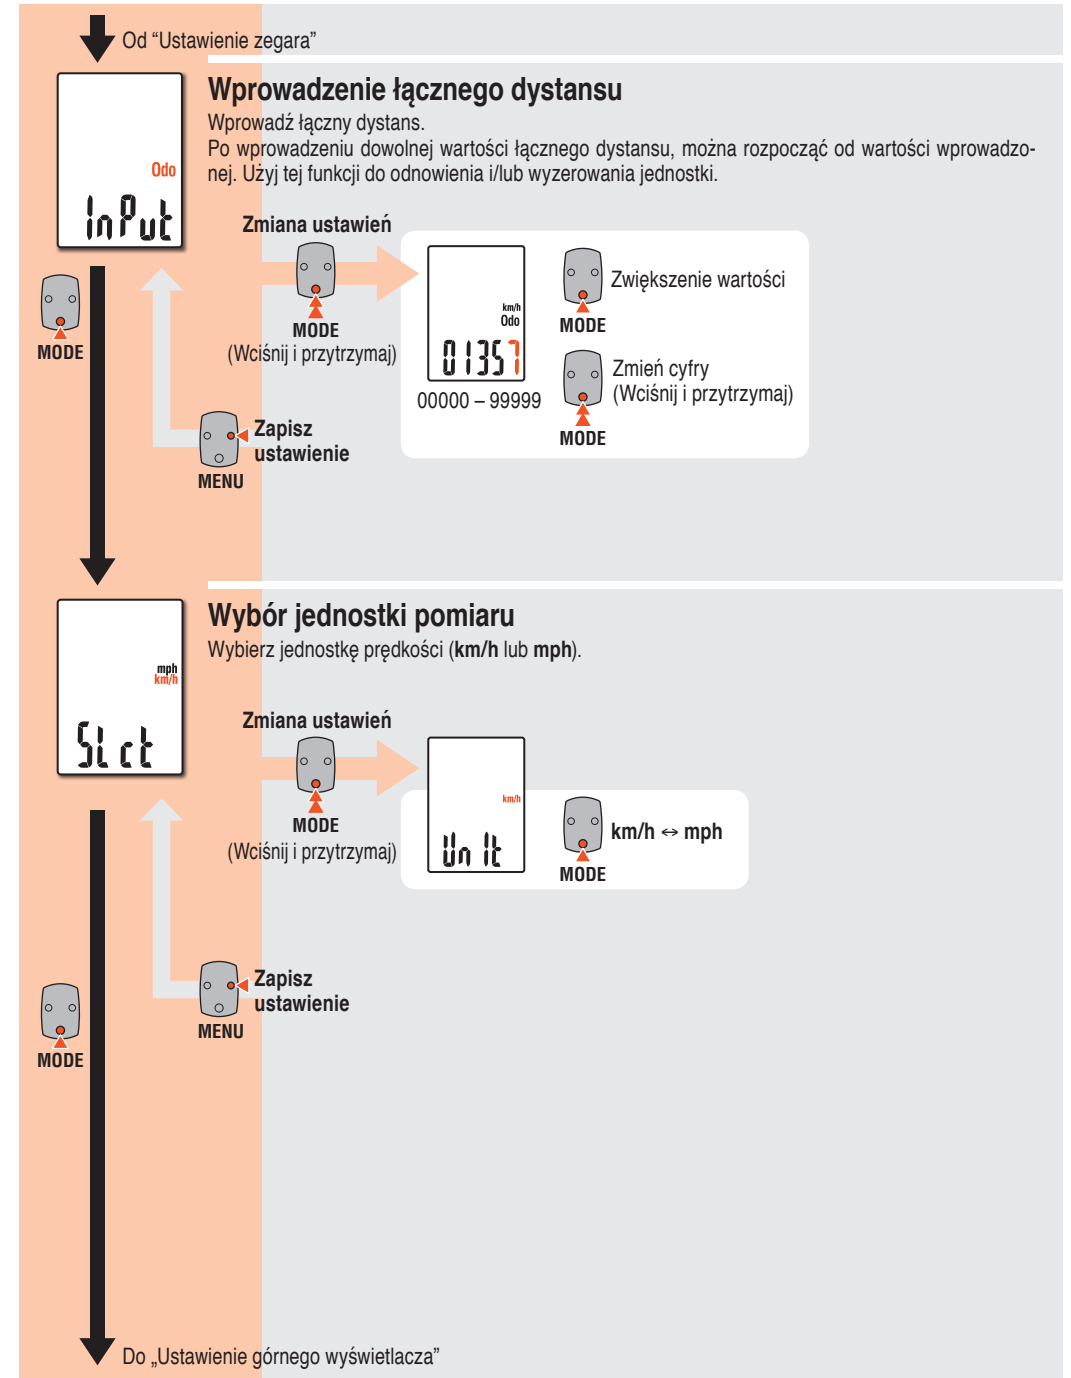 Od “Ustawienie zegara”
Wprowadzenie łącznego dystansu
Wprowadź łączny dystans.
Po wprowadzeniu dowolnej wartości łącznego dystansu, można rozpocząć od wartości wprowadzo-
nej. Użyj tej funkcji do odnowienia i/lub wyzerowania jednostki.
Odo
InPut
MODE
Zmiana ustawień
MODE
(Wciśnij i przytrzymaj)
km/h
Odo
01357
00000 – 99999
Zwiększenie wartości
MODE
Zmień cyfry
(Wciśnij i przytrzymaj)
MODE
Zapisz
ustawienie
MENU
Wybór jednostki pomiaru
Wybierz jednostkę prędkości (km/h lub mph).
mph
km/h
SLct
Zmiana ustawień
MODE
(Wciśnij i przytrzymaj)
km/h
UnIt
km/h ↔ mph
MODE
Zapisz
ustawienie
MENU
MODE
Do „Ustawienie górnego wyświetlacza”